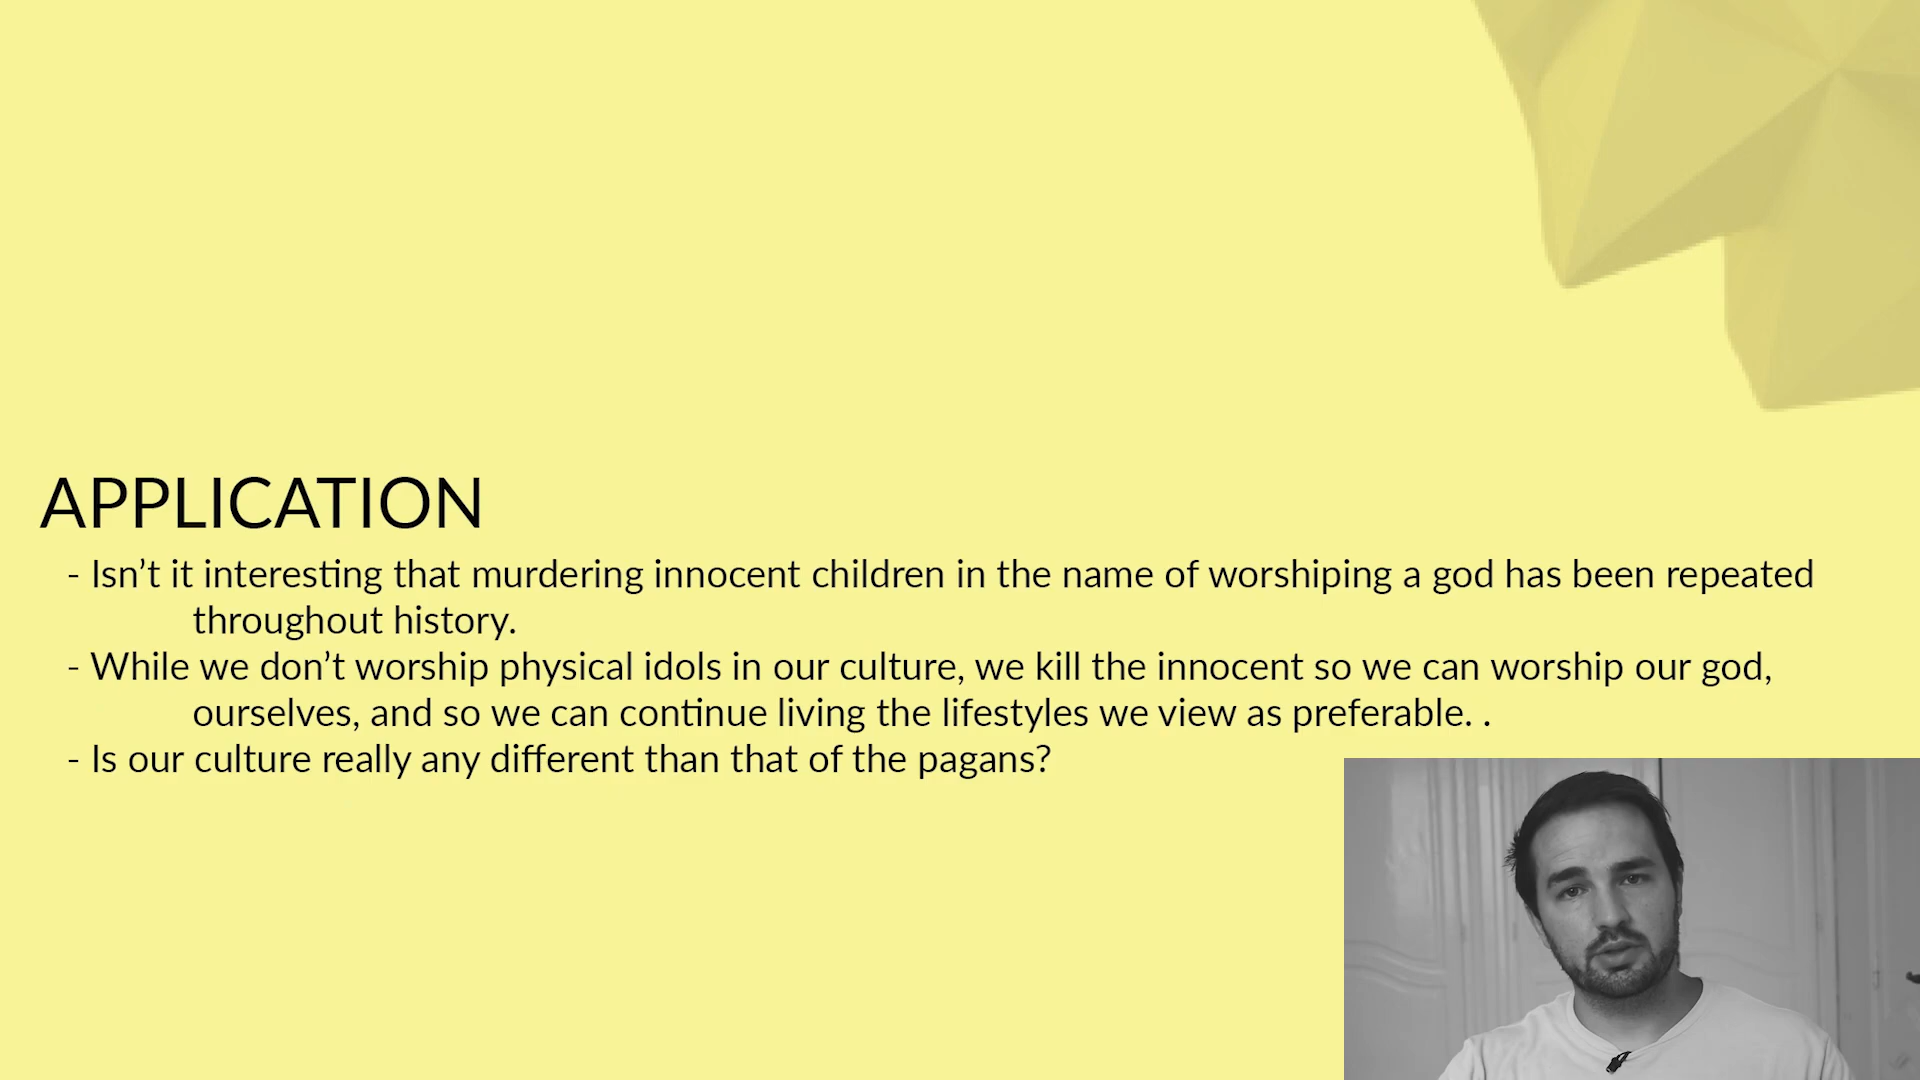 APPLICATION
- Isn’t it interesting that murdering innocent children in the name of worshiping a god has been repeated
throughout history.
- While we don’t worship physical idols in our culture, we kill the innocent so we can worship our god,
ourselves, and so we can continue living the lifestyles we view as preferable. .
- Is our culture really any different than that of the pagans?